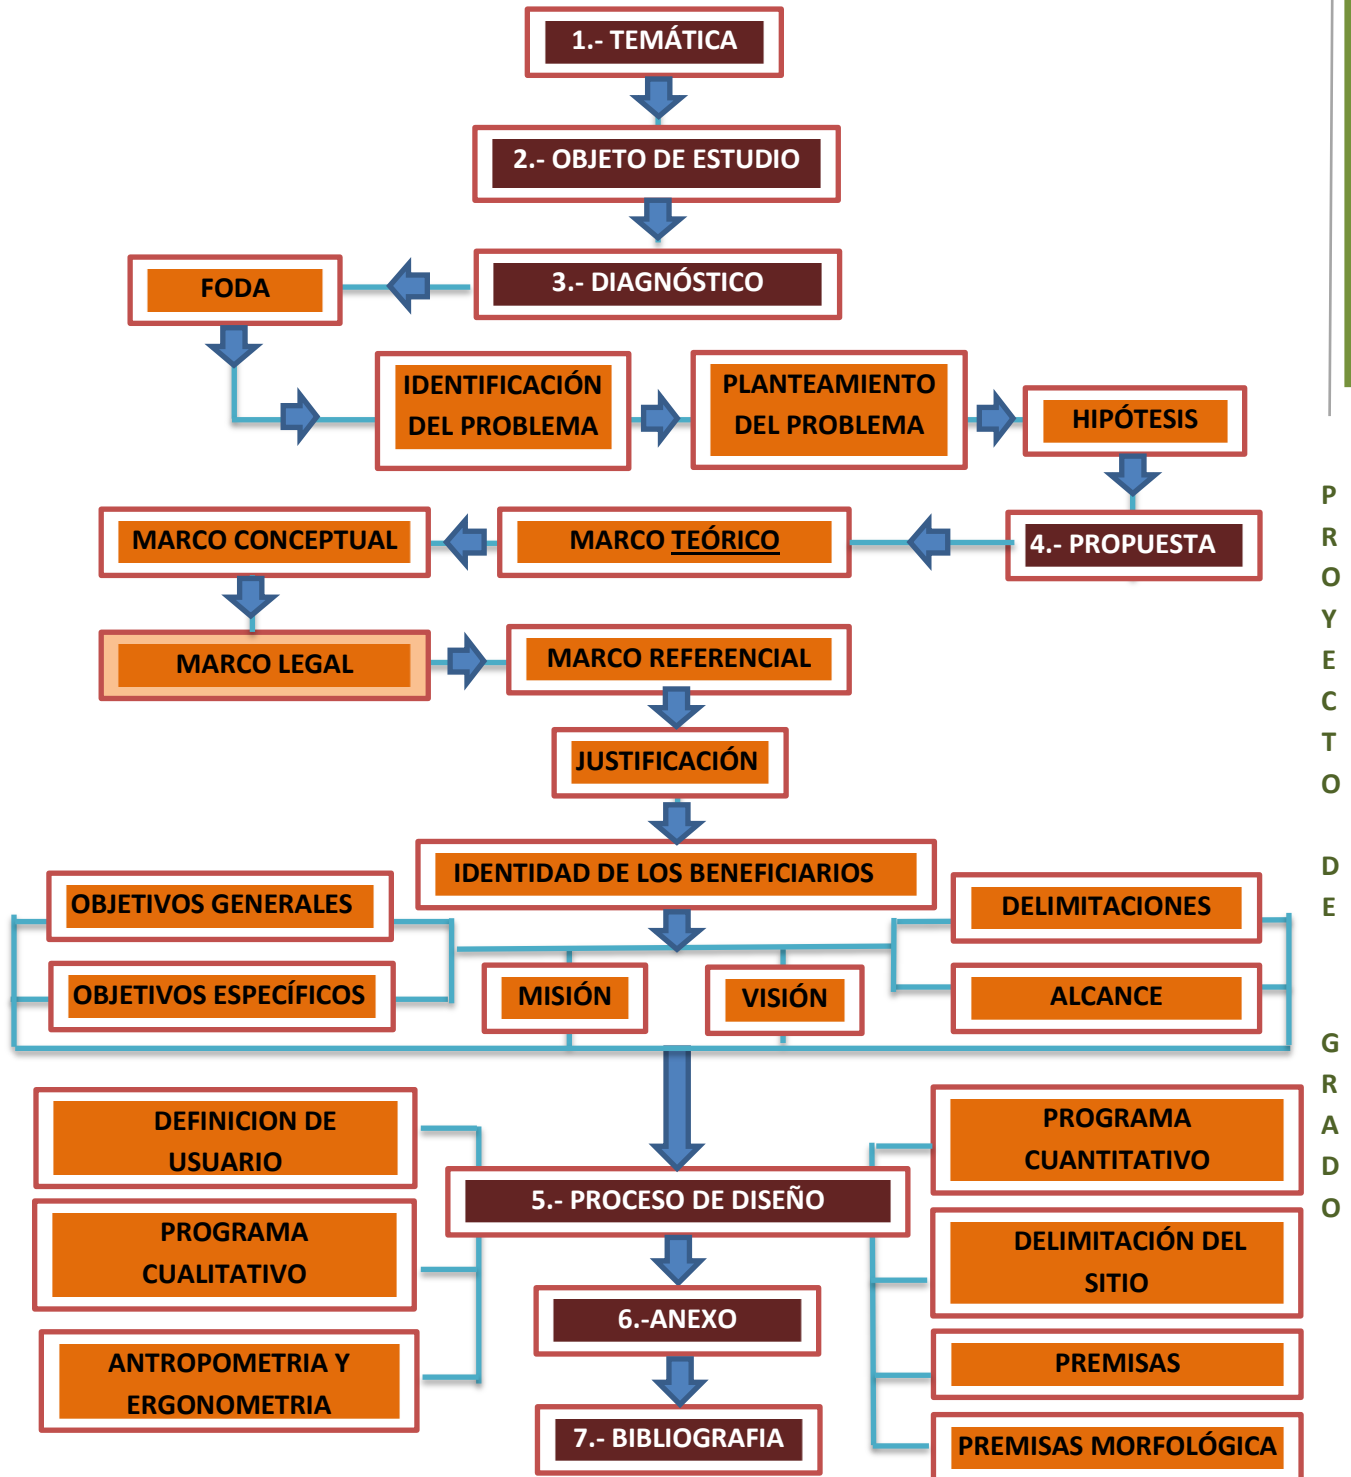 1.- TEMÁTICA
2.- OBJETO DE ESTUDIO
3.- DIAGNÓSTICO
FODA
IDENTIFICACIÓN
DEL PROBLEMA
PLANTEAMIENTO
DEL PROBLEMA
HIPÓTESIS
4.- PROPUESTA
MARCO TEÓRICO
MARCO CONCEPTUAL
MARCO LEGAL
MARCO REFERENCIAL
JUSTIFICACIÓN
IDENTIDAD DE LOS BENEFICIARIOS
OBJETIVOS GENERALES
OBJETIVOS ESPECÍFICOS
MISIÓN
VISIÓN
DELIMITACIONES
ALCANCE
5.- PROCESO DE DISEÑO
DEFINICION DE
USUARIO
PROGRAMA
CUALITATIVO
ANTROPOMETRIA Y
ERGONOMETRIA
PROGRAMA
CUANTITATIVO
DELIMITACIÓN DEL
SITIO
PREMISAS
PREMISAS MORFOLÓGICA
6.-ANEXO
7.- BIBLIOGRAFIA
PROYECTO DE GRADO